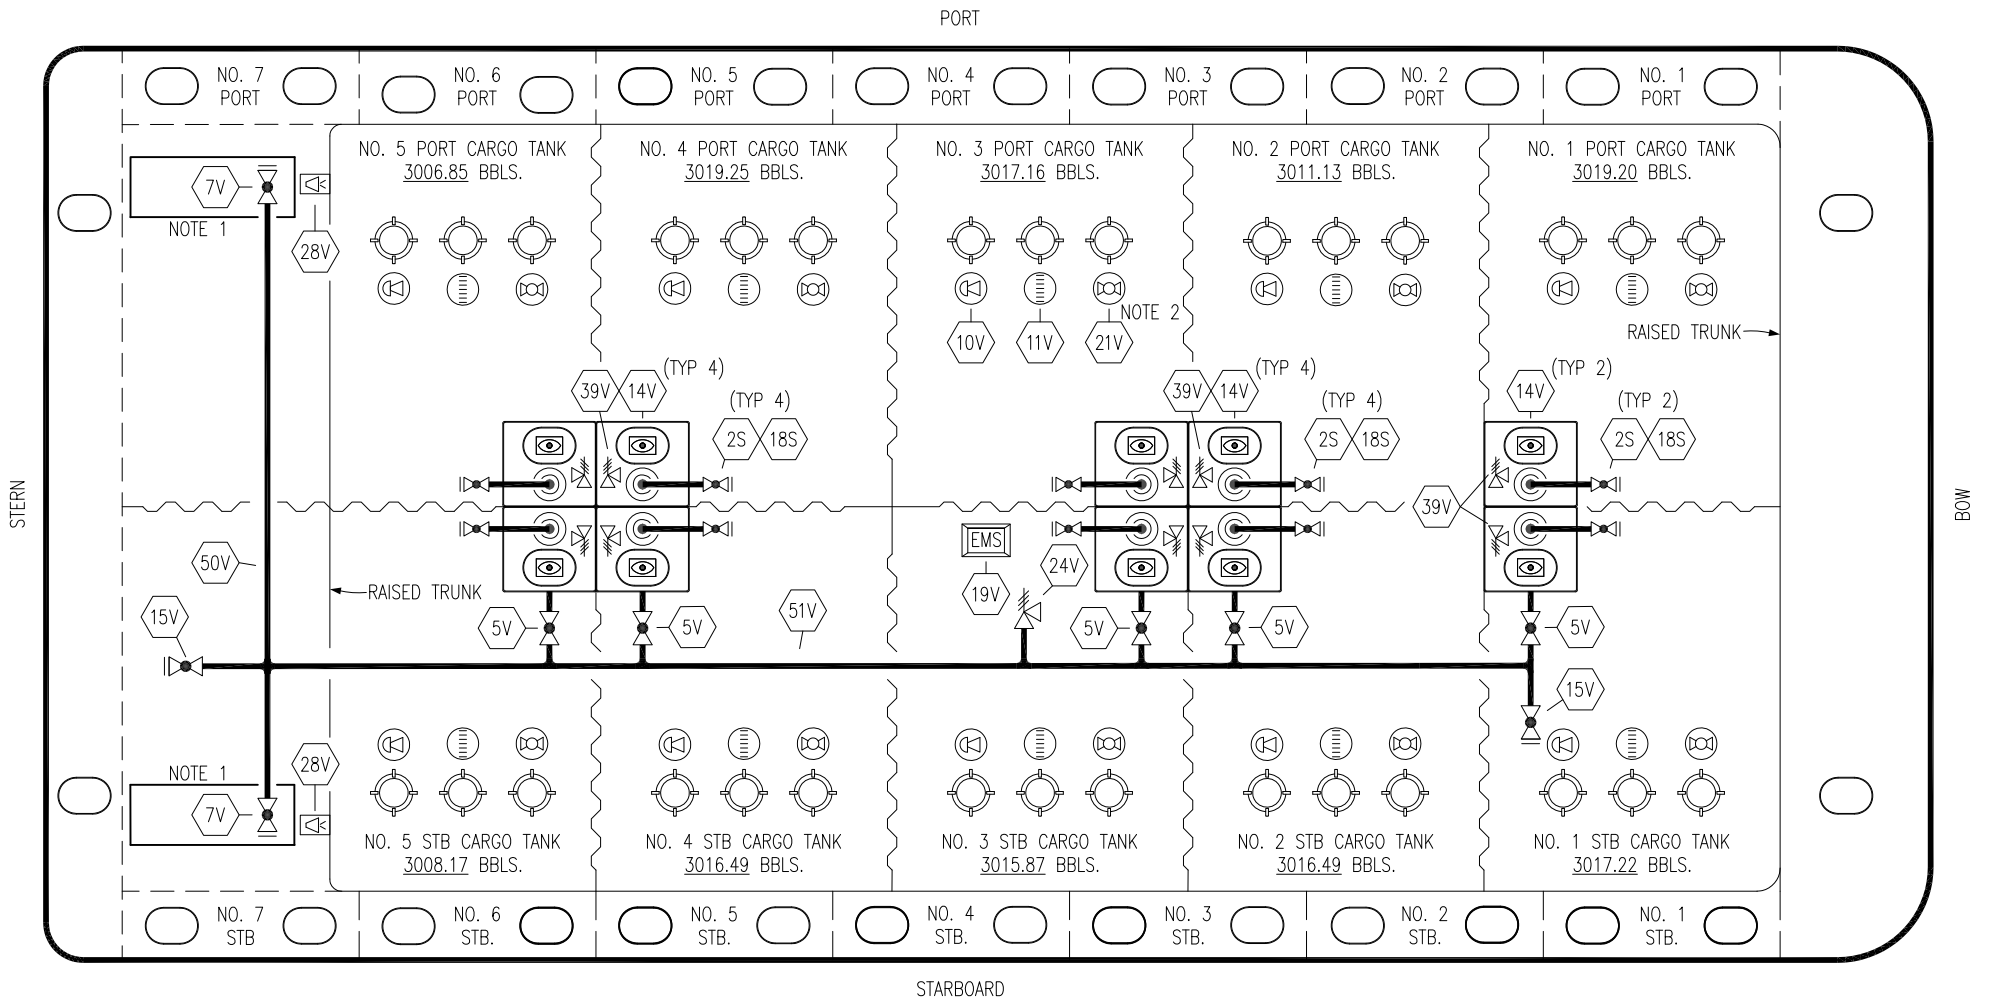 PORT
NO. 7
PORT
NO. 6
PORT
NO. 5
PORT
NO. 4
PORT
NO. 3
PORT
NO. 2
PORT
NO. 1
PORT
NO. 5 PORT CARGO TANK
3006.85 BBLS.
NO. 4 PORT CARGO TANK
3019.25 BBLS.
NO. 3 PORT CARGO TANK
3017.16 BBLS.
NO. 2 PORT CARGO TANK
3011.13 BBLS.
NO. 1 PORT CARGO TANK
3019.20 BBLS.
7V
NOTE 1
28V
NOTE 2
10V
11V
21V
RAISED TRUNK
39V
14V
(TYP 4)
(TYP 4)
2S
18S
39V
14V
(TYP 4)
(TYP 4)
2S
18S
14V
(TYP 2)
(TYP 2)
2S
18S
STERN
BOW
39V
EMS
50V
24V
RAISED TRUNK
19V
15V
51V
5V
5V
5V
5V
5V
15V
NOTE 1
28V
7V
NO. 5 STB CARGO TANK
3008.17 BBLS.
NO. 4 STB CARGO TANK
3016.49 BBLS.
NO. 3 STB CARGO TANK
3015.87 BBLS.
NO. 2 STB CARGO TANK
3016.49 BBLS.
NO. 1 STB CARGO TANK
3017.22 BBLS.
NO. 7
STB
NO. 6
STB.
NO. 5
STB.
NO. 4
STB.
NO. 3
STB.
NO. 2
STB.
NO. 1
STB.
STARBOARD